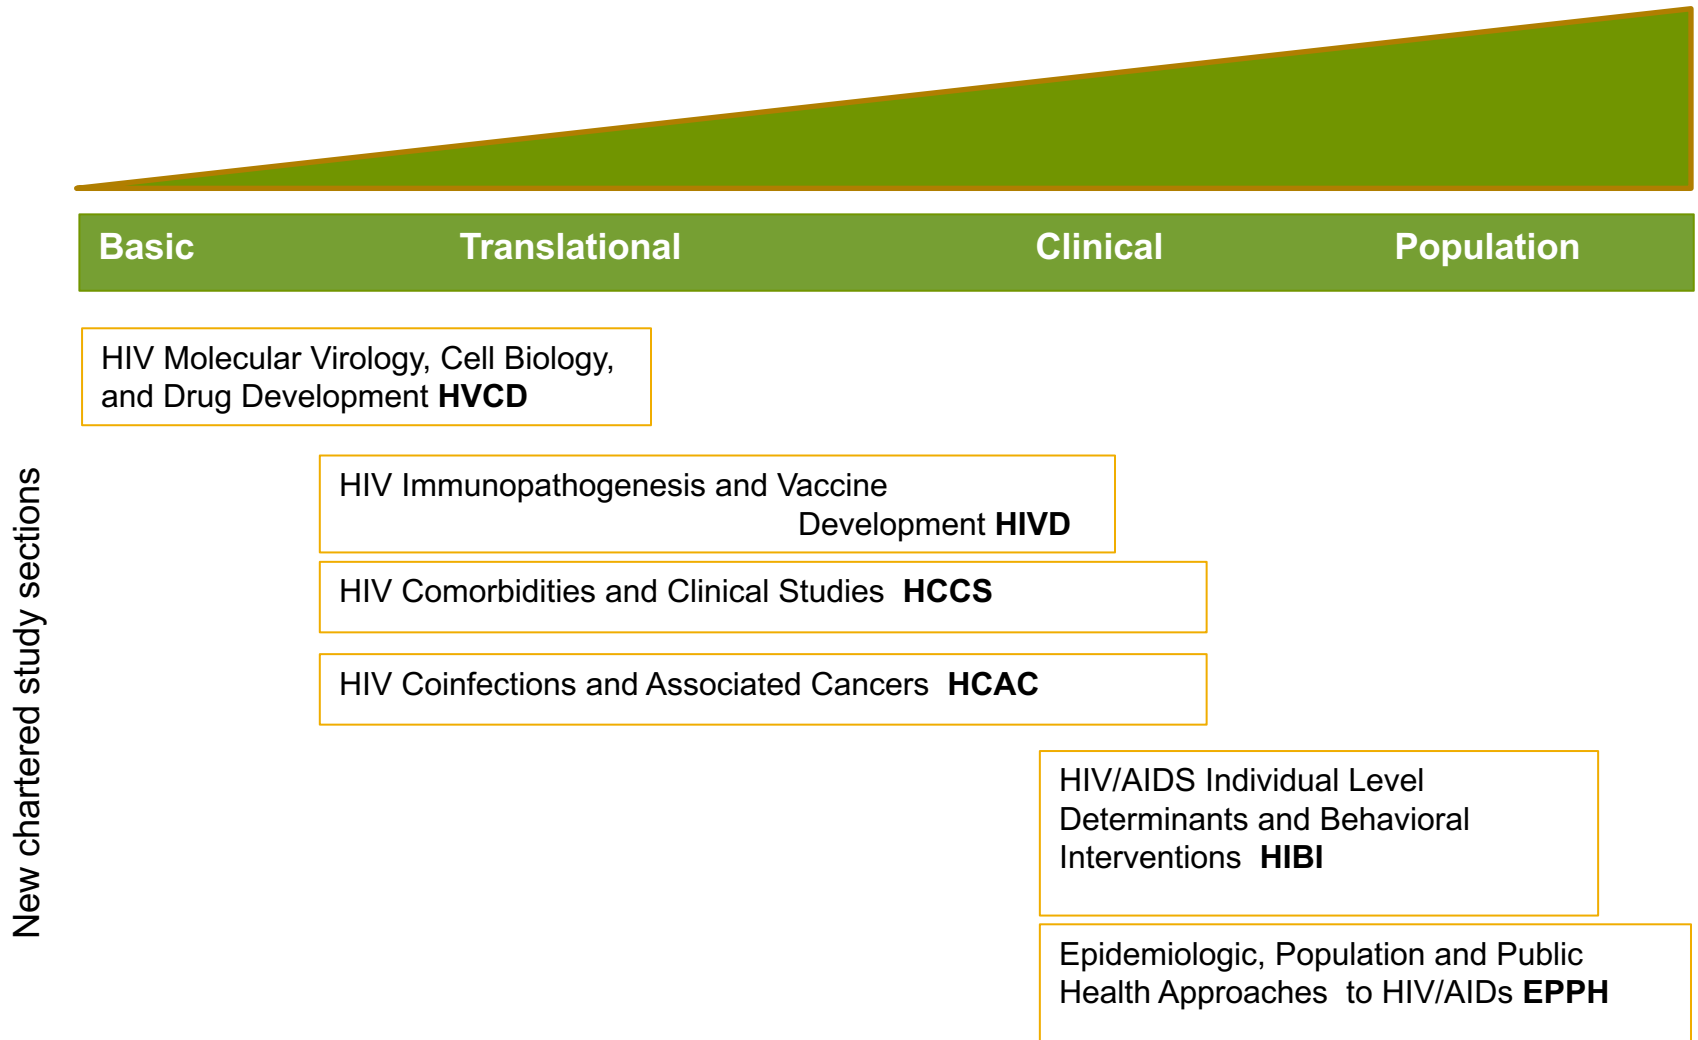 Basic Translational Clinical Population
HIV Molecular Virology, Cell Biology,
and Drug Development HVCD
New chartered study sections
HIV Immunopathogenesis and Vaccine
Development HIVD
HIV Comorbidities and Clinical Studies HCCS
HIV Coinfections and Associated Cancers HCAC
HIV/AIDS Individual Level
Determinants and Behavioral
Interventions HIBI
Epidemiologic, Population and Public
Health Approaches to HIV/AIDs EPPH